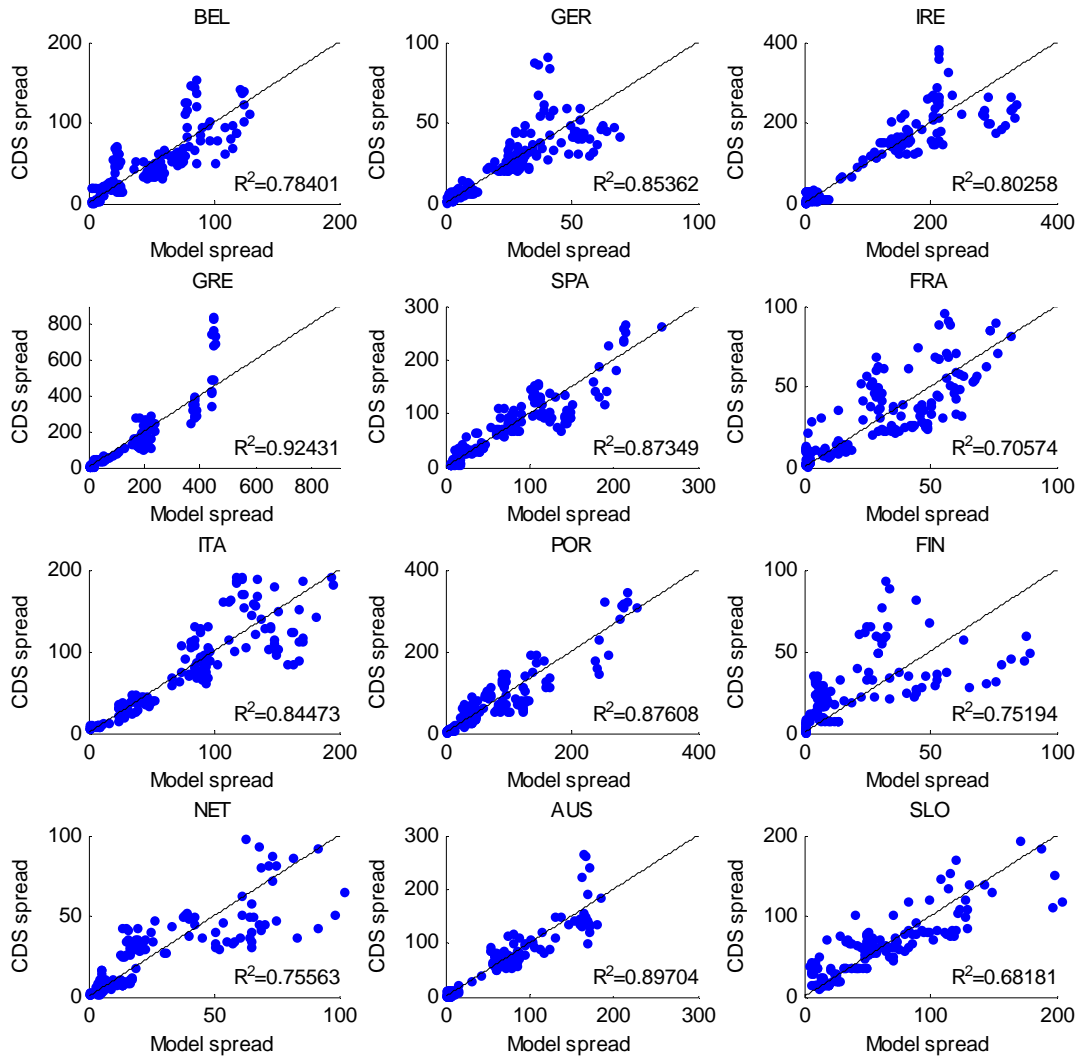 BEL
CDS spread
200
100
0
0 100 200
R²=0.78401
Model spread
GER
CDS spread
100
50
0
0 50 100
R²=0.85362
Model spread
IRE
CDS spread
400
200
0
0 200 400
R²=0.80258
Model spread
GRE
CDS spread
800
600
400
200
0
0 200 400 600 800
R²=0.92431
Model spread
SPA
CDS spread
300
200
100
0
0 100 200 300
R²=0.87349
Model spread
FRA
CDS spread
100
50
0
0 50 100
R²=0.70574
Model spread
ITA
CDS spread
200
100
0
0 100 200
R²=0.84473
Model spread
POR
CDS spread
400
200
0
0 200 400
R²=0.87608
Model spread
FIN
CDS spread
100
50
0
0 50 100
R²=0.75194
Model spread
NET
CDS spread
100
50
0
0 50 100
R²=0.75563
Model spread
AUS
CDS spread
300
200
100
0
0 100 200 300
R²=0.89704
Model spread
SLO
CDS spread
200
100
0
0 100 200
R²=0.68181
Model spread